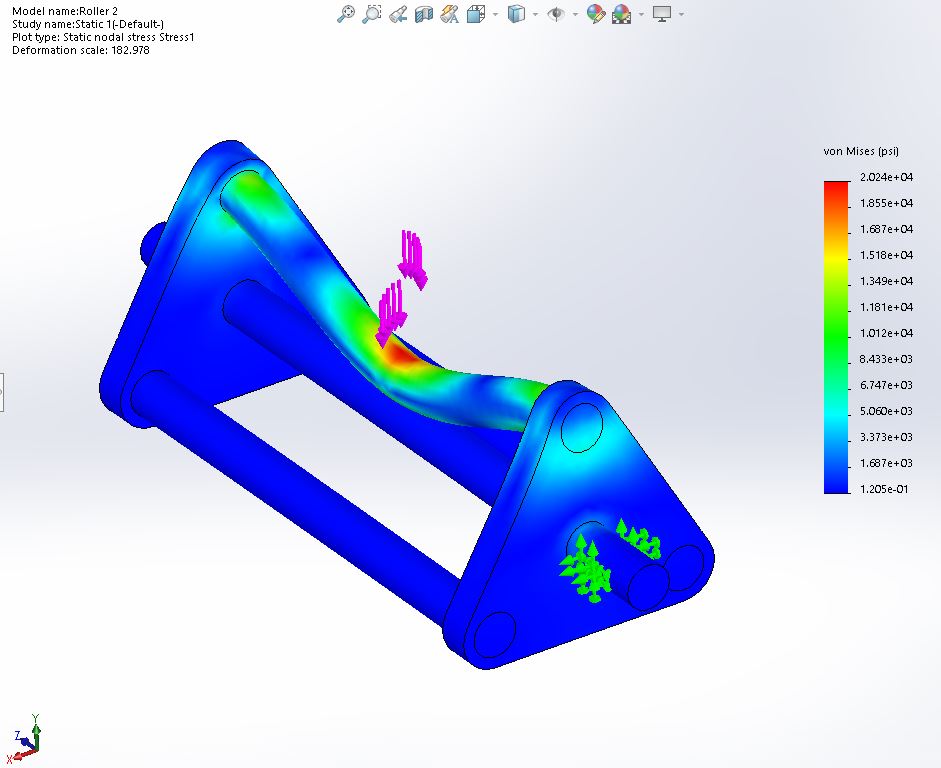 Model name:Roller 2
Study name:Static 1(-Default-)
Plot type: Static nodal stress Stress1
Deformation scale: 182.978
von Mises (psi)
2.024e+04
1.855e+04
1.687e+04
1.518e+04
1.349e+04
1.181e+04
1.012e+04
8.433e+03
6.747e+03
5.060e+03
3.373e+03
1.687e+03
1.205e-01
Y
Z
X